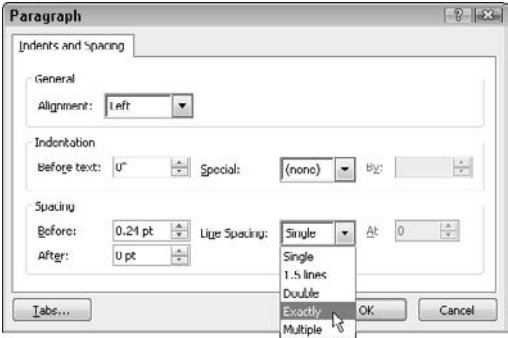 Paragraph
Indents and Spacing
General
Alignment: Left
Indentation
Before text: 0" Special: (none) By:
Spacing
Before: 0.24 pt Line Spacing: Single At 0
After: 0 pt
Single
1.5 lines
Double
Exactly
Multiple
Tabs... OK Cancel